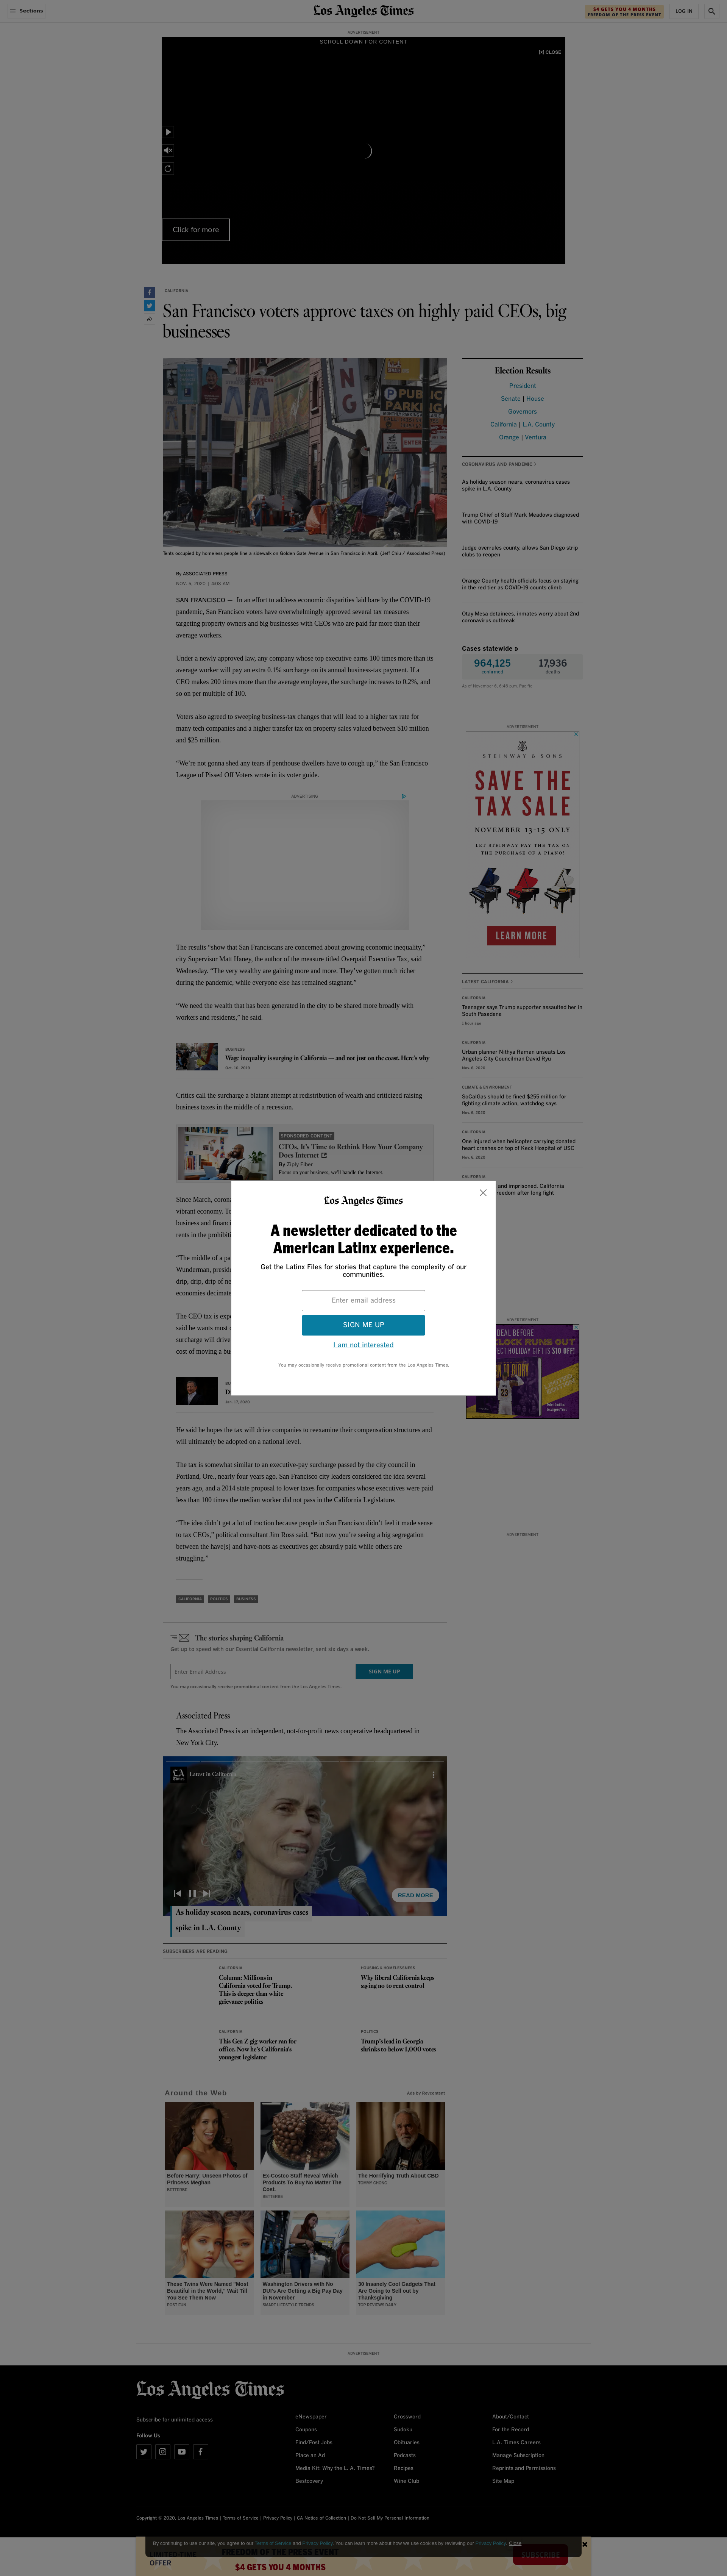 Sections
Los Angeles Times
$4 GETS YOU 4 MONTHS
FREEDOM OF THE PRESS EVENT
LOG IN
ADVERTISEMENT
SCROLL DOWN FOR CONTENT
[x] CLOSE
Click for more
CALIFORNIA
San Francisco voters approve taxes on highly paid CEOs, big
businesses
Tents occupied by homeless people line a sidewalk on Golden Gate Avenue in San Francisco in April. (Jeff Chiu / Associated Press)
By ASSOCIATED PRESS
NOV. 5, 2020 | 4:08 AM
SAN FRANCISCO — In an effort to address economic disparities laid bare by the COVID-19
pandemic, San Francisco voters have overwhelmingly approved several tax measures
targeting property owners and big businesses with CEOs who are paid far more than their
average workers.
Under a newly approved law, any company whose top executive earns 100 times more than its
average worker will pay an extra 0.1% surcharge on its annual business taxes. If a
CEO makes 200 times more than the average employee, the surcharge increases to 0.2%, and
so on per multiple of 100.
Voters also agreed to sweeping business-tax changes that will lead to a higher tax rate for
many tech companies and a higher transfer tax on property sales valued between $10 million
and $25 million.
“We’re not gonna shed any tears if penthouse dwellers have to cough up,” the San Francisco
League of Pissed Off Voters wrote in its voter guide.
ADVERTISING
The results “show that San Franciscans are concerned about growing economic inequality,”
city Supervisor Matt Haney, the author of the measure titled Overpaid Executive Tax, said
Wednesday. “The very wealthy are gaining more and more. They’ve gotten much richer
during the pandemic, while everyone else has remained stagnant.”
“We need the wealth that has been generated in the city to be shared more broadly with
workers and residents,” he said.
BUSINESS
Wage inequality is surging in California — and not just on the coast. Here’s why
Critics call the surcharge a blatant attempt at redistribution of wealth and criticized raising
business taxes in the middle of a recession.
SPONSORED CONTENT
CTOs, It’s Time to Rethink How Your Company
Does Internet
By Ziply Fiber
Focus on your business, we'll handle the Internet.
Since March, corona
vibrant economy. To
business and financi
rents in the prohibiti
“The middle of a pa
Wunderman, preside
drip, drip, drip of ne
economies decimate
The CEO tax is expe
said he wants most o
surcharge will drive
cost of moving a bu
Jan. 13, 2020
He said he hopes the tax will drive companies to reexamine their compensation structures and
will ultimately be adopted on a national level.
The tax is somewhat similar to an executive-pay surcharge passed by the city council in
Portland, Ore., nearly four years ago. San Francisco city leaders considered the idea several
years ago, and a 2014 state proposal to lower taxes for companies whose executives were paid
less than 100 times the median worker did not pass the California Legislature.
“The idea didn’t get a lot of traction because people in San Francisco didn’t feel it made sense
to tax CEOs,” political consultant Jim Ross said. “But now you’re seeing a big segregation
between the have[s] and have-nots as executives get absurdly paid while others are
struggling.”
CALIFORNIA
POLITICS
BUSINESS
The stories shaping California
Get up to speed with our Essential California newsletter, sent six days a week.
Enter Email Address
SIGN ME UP
You may occasionally receive promotional content from the Los Angeles Times.
Associated Press
The Associated Press is an independent, not-for-profit news cooperative headquartered in
New York City.
LA Times
Latest in Californ
READ MORE
As holiday season nears, coronavirus cases
spike in L.A. County
SUBSCRIBERS ARE READING
CALIFORNIA
Column: Millions in
California voted for Trump.
This is deeper than white
grievance politics
HOUSING & HOMELESSNESS
Why liberal California keeps
saying no to rent control
CALIFORNIA
This Gen Z gig worker ran for
office. Now he’s California’s
youngest legislator
POLITICS
Trump’s lead in Georgia
shrinks to below 1,000 votes
Around the Web
Ads by Revcontent
Before Harry: Unseen Photos of
Princess Meghan
BETTERBE
Ex-Costco Staff Reveal Which
Products To Buy No Matter The
Cost.
BETTERBE
The Horrifying Truth About CBD
TOMMY CHONG
These Twins Were Named "Most
Beautiful in the World," Wait Till
You See Them Now
POST FUN
Washington Drivers with No
DUI's Are Getting a Big Pay Day
in November
SMART LIFESTYLE TRENDS
30 Insanely Cool Gadgets That
Are Going to Sell out by
Thanksgiving
TOP REVIEWS DAILY
Election Results
President
Senate | House
Governors
California | L.A. County
Orange | Ventura
CORONAVIRUS AND PANDEMIC
As holiday season nears, coronavirus cases
spike in L.A. County
Trump Chief of Staff Mark Meadows diagnosed
with COVID-19
Judge overrules county, allows San Diego strip
clubs to reopen
Orange County health officials focus on staying
in the red tier as COVID-19 counts climb
Otay Mesa detainees, inmates worry about 2nd
coronavirus outbreak
Cases statewide »
964,125
confirmed
17,936
deaths
ADVERTISEMENT
STEINWAY & SONS
SAVE THE
TAX SALE
NOVEMBER 13-15 ONLY
LET STEINWAY PAY THE TAX ON
THE PURCHASE OF A PIANO!
LEARN MORE
LATEST CALIFORNIA
CALIFORNIA
Teenager says Trump supporter assaulted her in
South Pasadena
1 hour ago
CALIFORNIA
Urban planner Nithya Raman unseats Los
Angeles City Councilman David Ryu
Nov. 6, 2020
CLIMATE & ENVIRONMENT
SoCalGas should be fined $255 million for
fighting climate action, watchdog says
Nov. 6, 2020
CALIFORNIA
One injured when helicopter carrying donated
heart crashes on top of Keck Hospital of USC
Nov. 6, 2020
CALIFORNIA
and imprisoned, California
reedom after long fight
ADVERTISEMENT
DEAL BEFORE
CLOCK RUNS OUT
ECT HOLIDAY GIFT
$10 OFF!
ADVERTISEMENT
Los Angeles Times
A newsletter dedicated to the
American Latinx experience.
Get the Latinx Files for stories that capture the complexity of our
communities.
Enter email address
SIGN ME UP
I am not interested
You may occasionally receive promotional content from the Los Angeles Times.
ADVERTISEMENT
Los Angeles Times
Subscribe for unlimited access
Follow Us
eNewspaper
Coupons
Find/Post Jobs
Place an Ad
Media Kit: Why the L. A. Times?
Bestcovery
Crossword
Sudoku
Obituaries
Podcasts
Recipes
Wine Club
About/Contact
For the Record
L.A. Times Careers
Manage Subscription
Reprints and Permissions
Site Map
Copyright © 2020, Los Angeles Times | Terms of Service | Privacy Policy | CA Notice of Collection | Do Not Sell My Personal Information
By continuing to use our site, you agree to our Terms of Service and Privacy Policy. You can learn more about how we use cookies by reviewing our Privacy Policy. Close
LIMITED-TIME
OFFER
FREEDOM OF THE PRESS EVENT
$4 GETS YOU 4 MONTHS
SUBSCRIBE